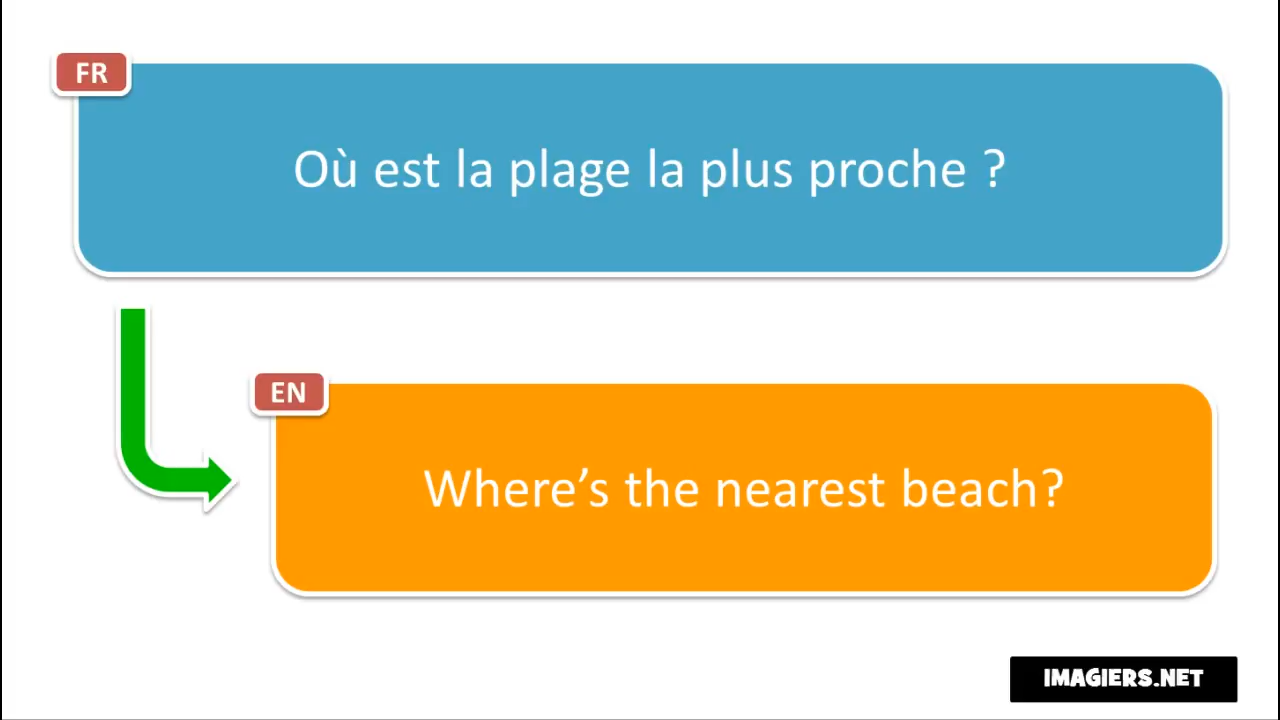 FR
Où est la plage la plus proche ?
EN
Where’s the nearest beach?
IMAGIERS.NET